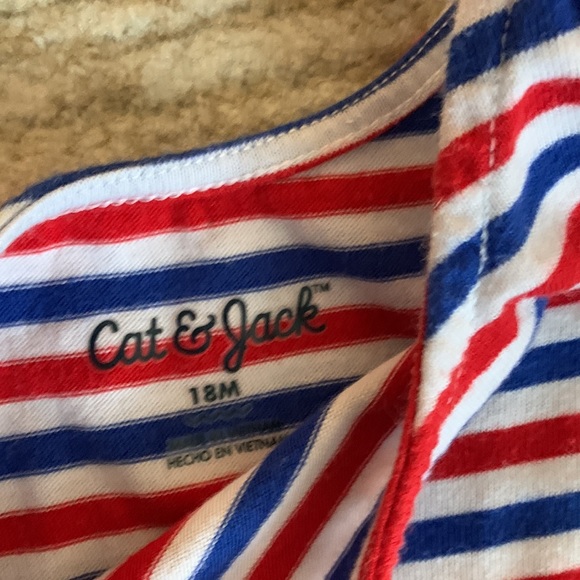 Cat & Jack™
18M
HECHO EN VIETNAM